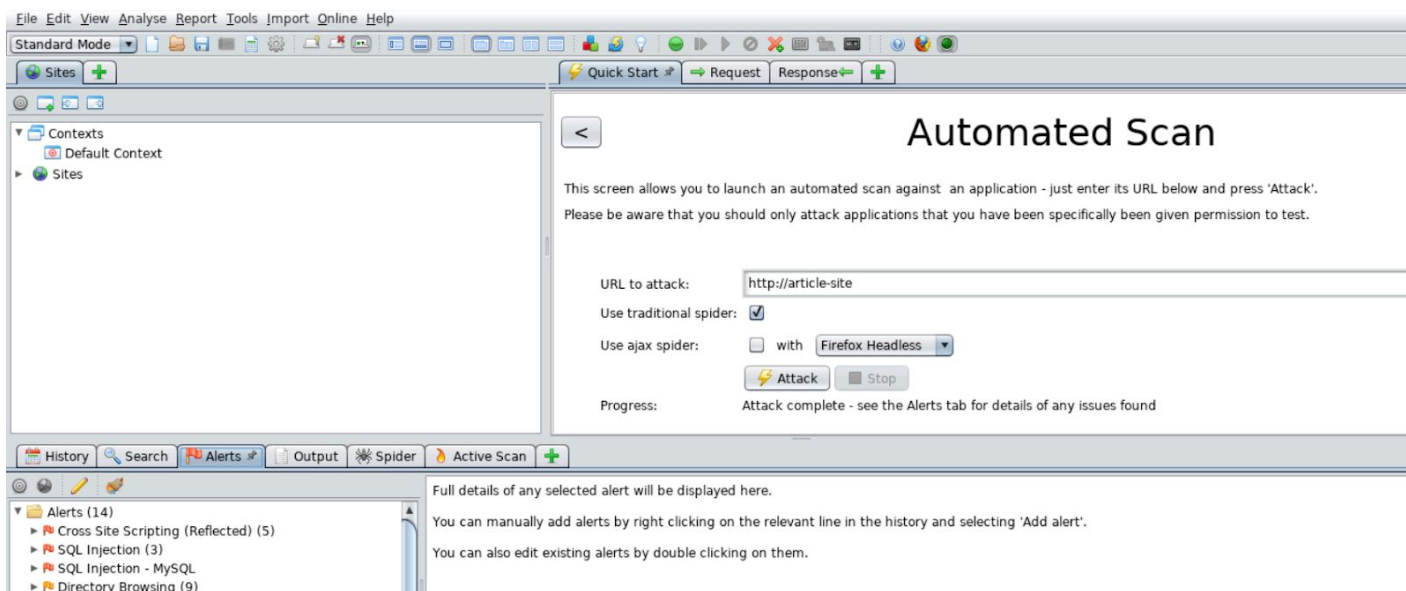 File Edit View Analyse Report Tools Import Online Help
Standard Mode
Sites
Quick Start Request Response
Contexts
Default Context
Sites
<
Automated Scan
This screen allows you to launch an automated scan against  an application - just enter its URL below and press 'Attack'.
Please be aware that you should only attack applications that you have been specifically been given permission to test.
URL to attack: http://article-site
Use traditional spider:
Use ajax spider: with Firefox Headless
Attack Stop
Progress: Attack complete - see the Alerts tab for details of any issues found
History Search Alerts Output Spider Active Scan
Alerts (14)
Cross Site Scripting (Reflected) (5)
SQL Injection (3)
SQL Injection - MySQL
Directory Browsing (9)
Full details of any selected alert will be displayed here.
You can manually add alerts by right clicking on the relevant line in the history and selecting 'Add alert'.
You can also edit existing alerts by double clicking on them.